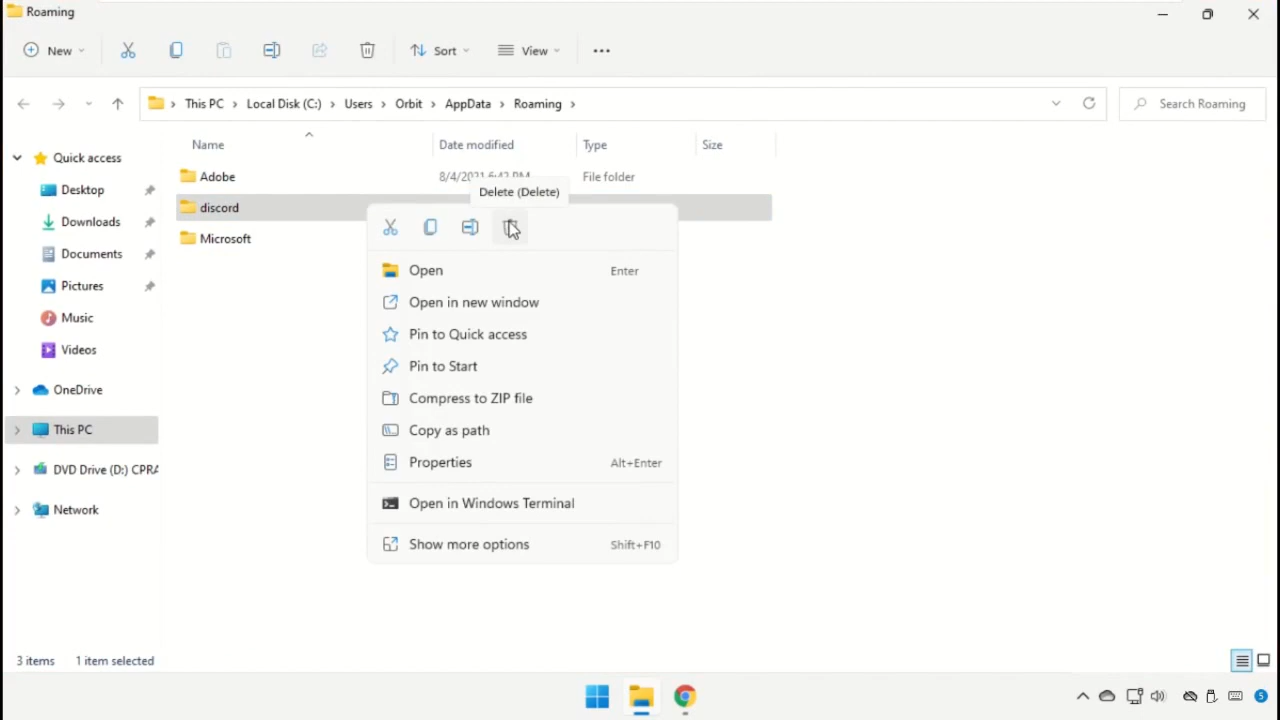 Roaming
New
Sort
View
This PC
Local Disk (C:)
Users
Orbit
AppData
Roaming
Search Roaming
Name
Date modified
Type
Size
Quick access
Desktop
Downloads
Documents
Pictures
Music
Videos
OneDrive
This PC
DVD Drive (D:) CPRA
Network
Adobe
8/4/2021 6:42 PM
File folder
discord
Microsoft
Delete (Delete)
Open Enter
Open in new window
Pin to Quick access
Pin to Start
Compress to ZIP file
Copy as path
Properties Alt+Enter
Open in Windows Terminal
Show more options Shift+F10
3 items 1 item selected
5